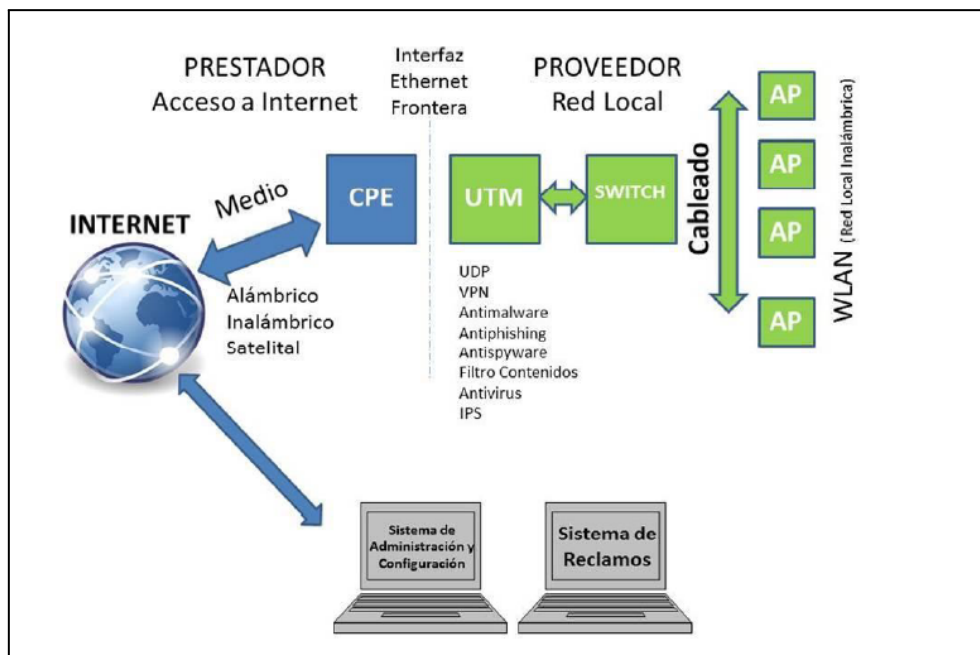 PRESTADOR
Acceso a Internet
Interfaz
Ethernet
Frontera
PROVEEDOR
Red Local
INTERNET
Medio
Alámbrico
Inalámbrico
Satelital
CPE
UTM
SWITCH
UDP
VPN
Antimalware
Antiphishing
Antispyware
Filtro Contenidos
Antivirus
IPS
Cableado
AP
AP
AP
AP
WLAN (Red Local Inalámbrica)
Sistema de
Administración y
Configuración
Sistema de
Reclamos